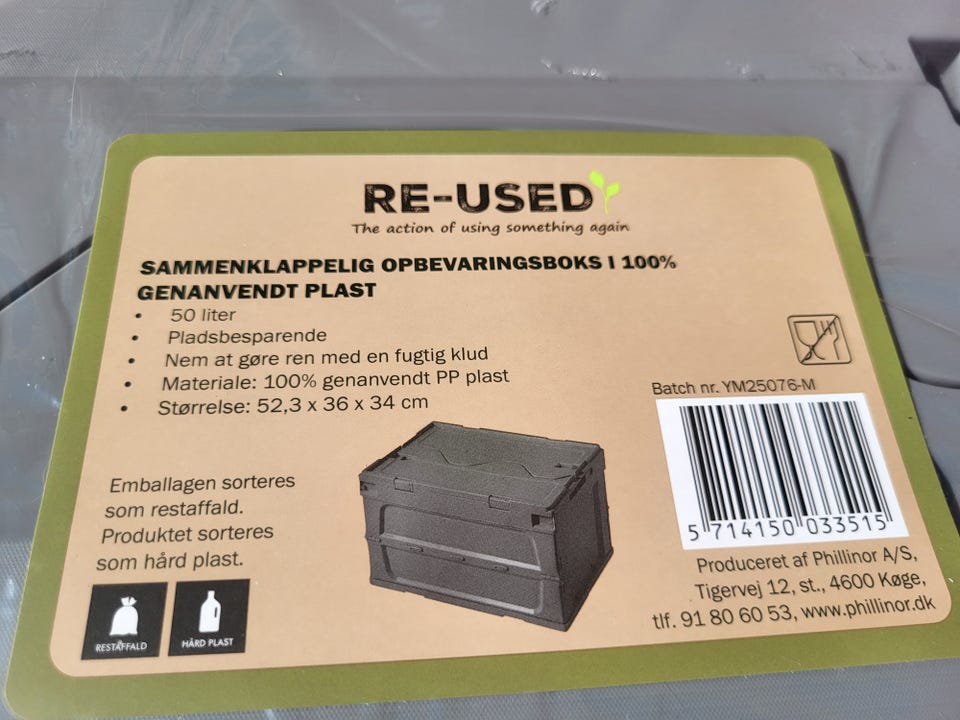 RE-USED
The action of using something again
SAMMENKLAPPELIG OPBEVARINGSBOKS I 100%
GENANVENDT PLAST
• 50 liter
• Pladsbesparende
• Nem at gøre ren med en fugtig klud
• Materiale: 100% genanvendt PP plast
• Størrelse: 52,3 x 36 x 34 cm
Batch nr. YM25076-M
5 714150 033515
Emballagen sorteres
som restaffald.
Produktet sorteres
som hård plast.
RESTAFFALD
HÅRD PLAST
Produceret af Phillinor A/S,
Tigervej 12, st., 4600 Køge,
tlf. 91 80 60 53, www.phillinor.dk